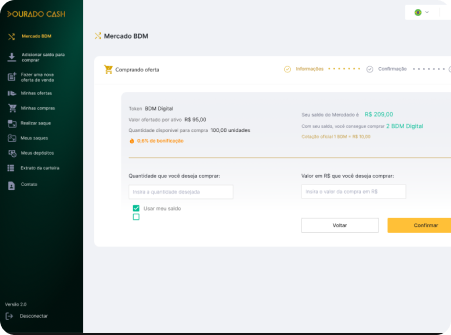 DOURADO CASH
Mercado BDM
Adicionar saldo para
comprar
Fazer uma nova
oferta de venda
Minhas ofertas
Minhas compras
Realizar saque
Meus saques
Meus depósitos
Extrato da carteira
Contato
Versão 2.0
Desconectar
Mercado BDM
Comprando oferta
Informações
Confirmação
Token BDM Digital
Valor ofertado por ativo R$ 95,00
Quantidade disponível para compra 100,00 unidades
9,6% de bonificação
Seu saldo do Mercado é R$ 209,00
Com seu saldo, você consegue comprar 2 BDM Digital
Cotação oficial 1 BDM = R$ 10,00
Quantidade que você deseja comprar:
Insira a quantidade desejada
Usar meu saldo
Valor em R$ que você deseja comprar:
Inclui o valor da compra em R$
Voltar
Confirmar